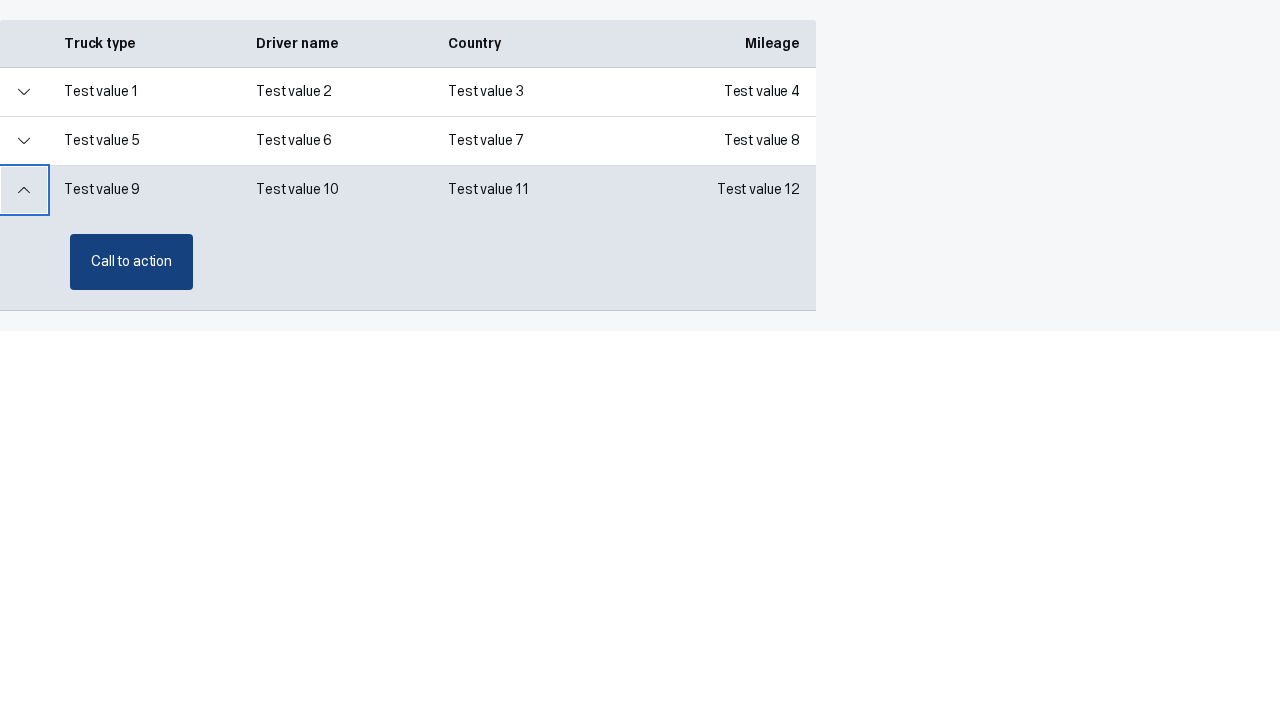 Truck type Driver name Country Mileage
Test value 1 Test value 2 Test value 3 Test value 4
Test value 5 Test value 6 Test value 7 Test value 8
Test value 9 Test value 10 Test value 11 Test value 12
Call to action